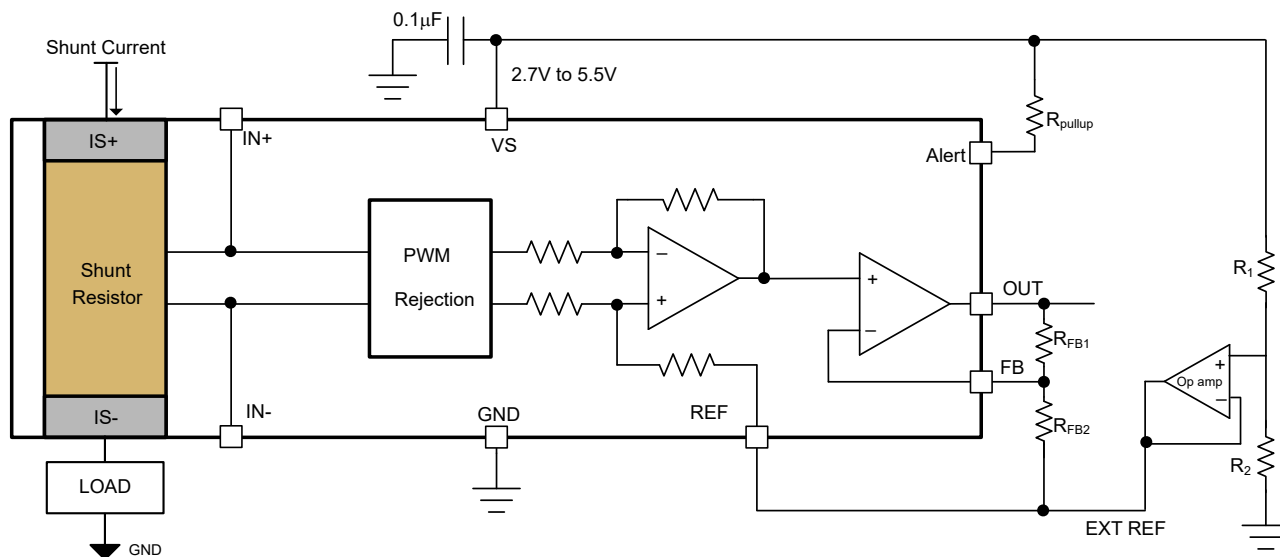 0.1µF
Shunt Current
2.7V to 5.5V
IS+
IN+
VS
Rpullup
Alert
PWM
Rejection
Shunt
Resistor
−
+
+
−
OUT
R1
RFB1
FB
+
Op amp
−
IS-
IN-
GND
REF
RFB2
R2
LOAD
EXT REF
GND